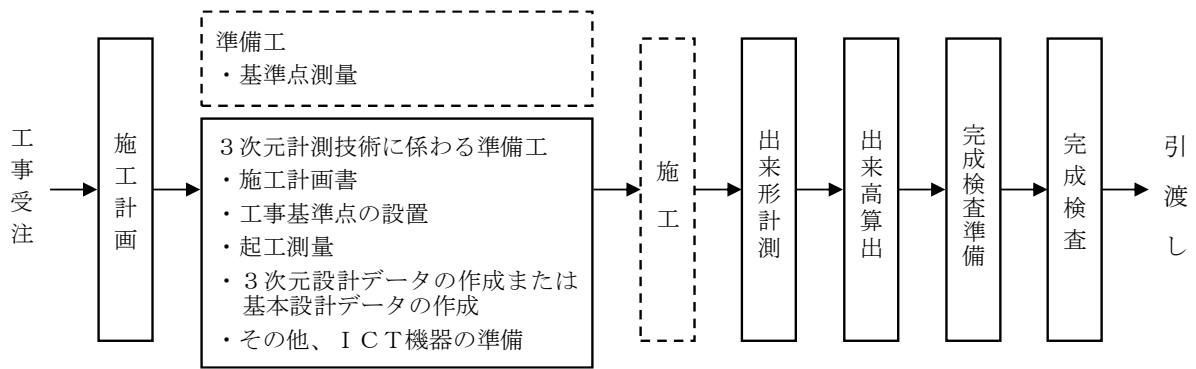 工事受注
施工計画
準備工
・基準点測量
３次元計測技術に係わる準備工
・施工計画書
・工事基準点の設置
・起工測量
・３次元設計データの作成または
基本設計データの作成
・その他、ＩＣＴ機器の準備
施工
出来形計測
出来高算出
完成検査準備
完成検査
引渡し